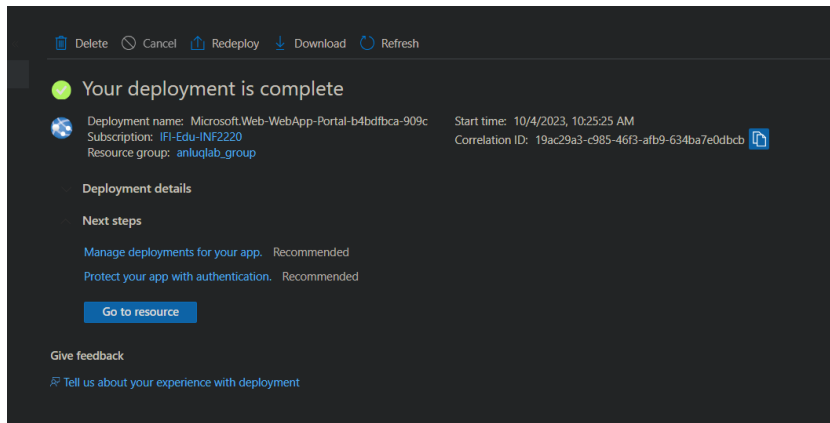 Delete Cancel Redeploy Download Refresh
Your deployment is complete
Deployment name: Microsoft.Web-WebApp-Portal-b4bdfbca-909c
Subscription: IFI-Edu-INF2220
Resource group: anluqlab_group
Start time: 10/4/2023, 10:25:25 AM
Correlation ID: 19ac29a3-c985-46f3-afb9-634ba7e0dbcb
Deployment details
Next steps
Manage deployments for your app. Recommended
Protect your app with authentication. Recommended
Go to resource
Give feedback
Tell us about your experience with deployment